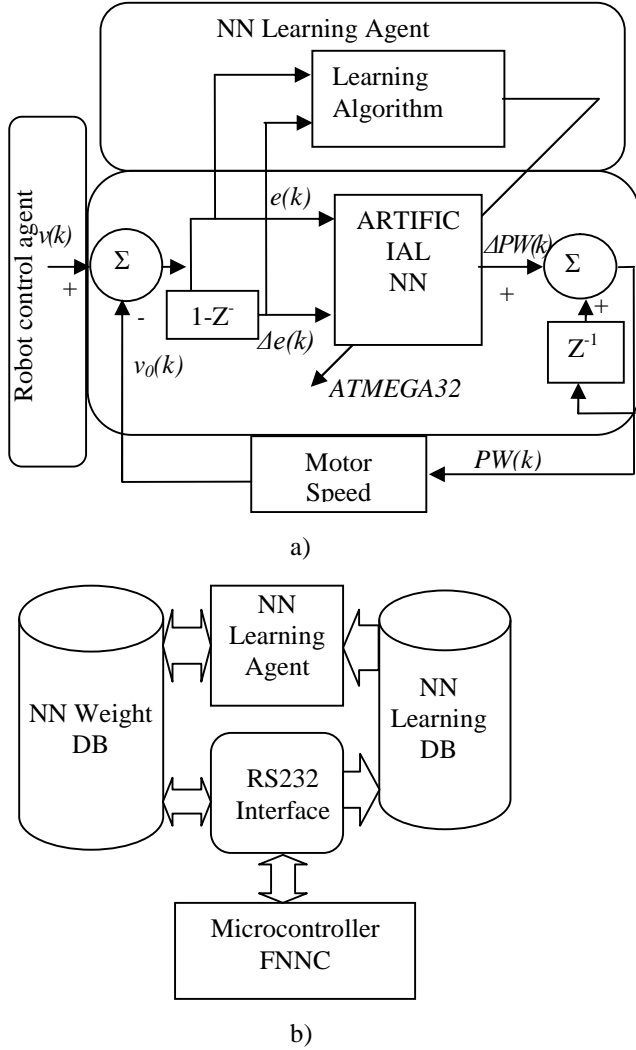 NN Learning Agent
Learning
Algorithm
Robot control agent
v(k)
+
Σ
-
e(k)
1-Z-
Δe(k)
v0(k)
ARTIFIC
IAL
NN
ΔPW(k)
+
Σ
+
Z-1
ATMEGA32
Motor
Speed
PW(k)
a)
NN Weight
DB
NN
Learning
Agent
NN
Learning
DB
RS232
Interface
Microcontroller
FNNC
b)